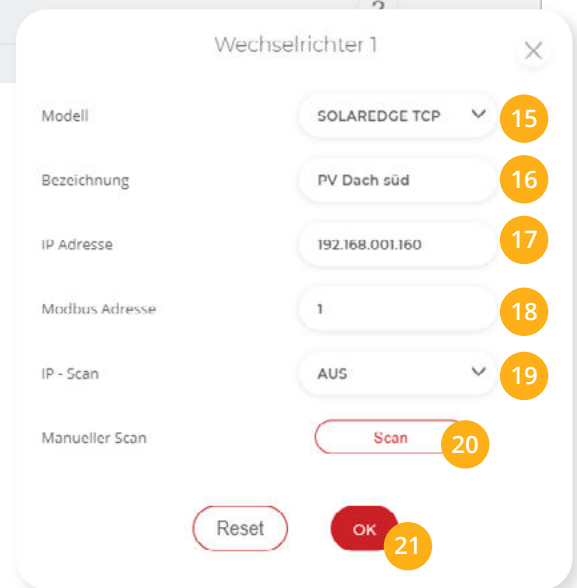 Wechselrichter 1
Modell SOLAREDGE TCP 15
Bezeichnung PV Dach süd 16
IP Adresse 192.168.001.160 17
Modbus Adresse 1 18
IP - Scan AUS 19
Manueller Scan Scan 20
Reset OK 21